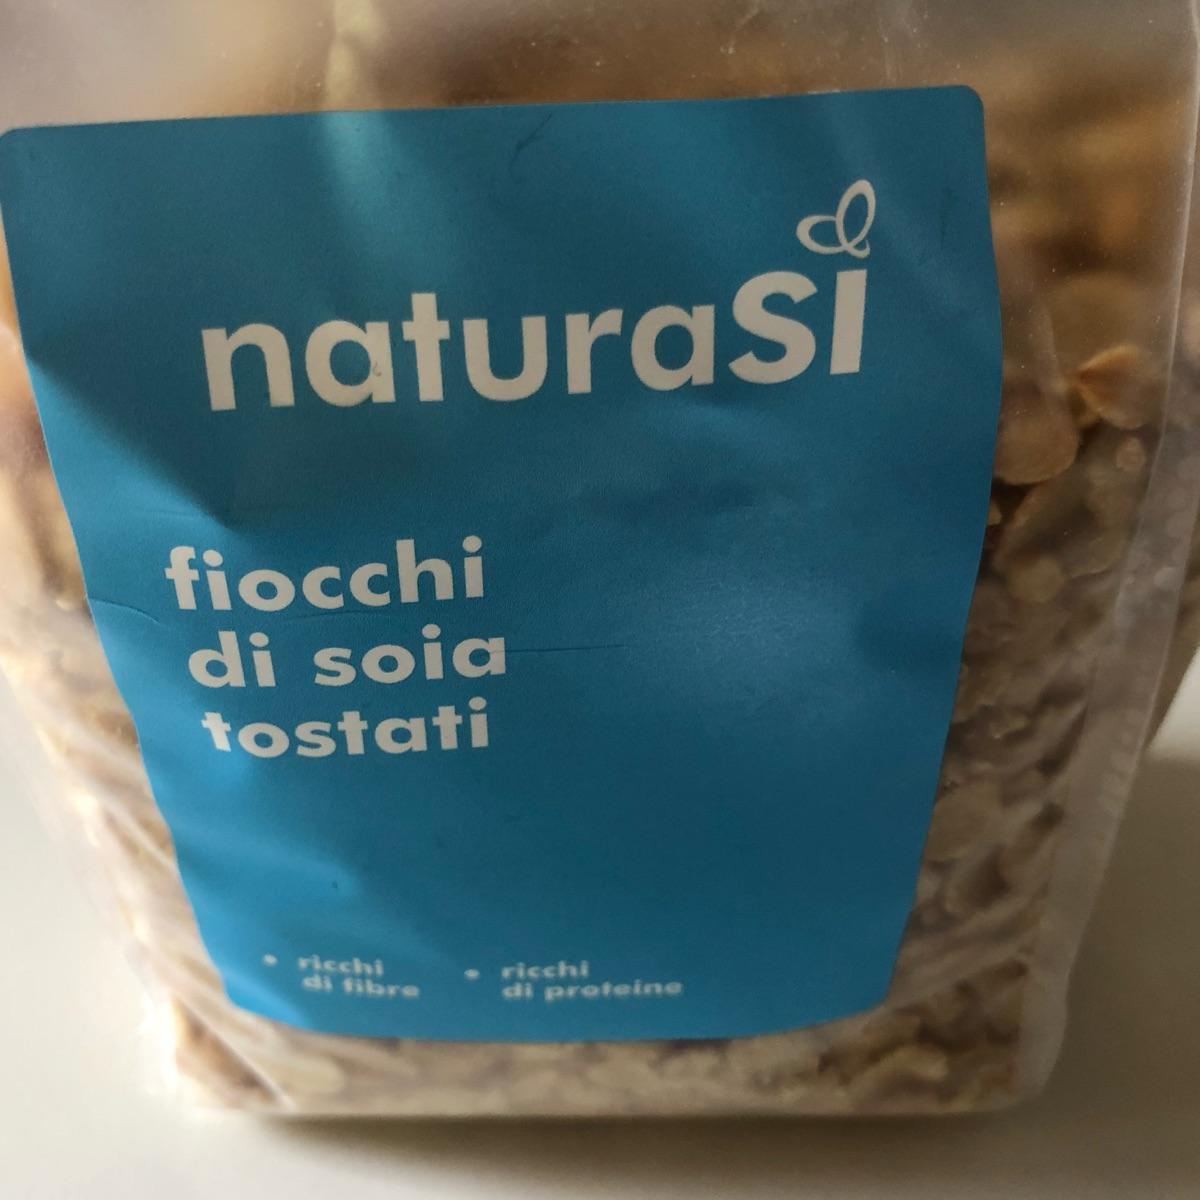 naturaSì
fiocchi
di soia
tostati
• ricchi
di fibre
• ricchi
di proteine